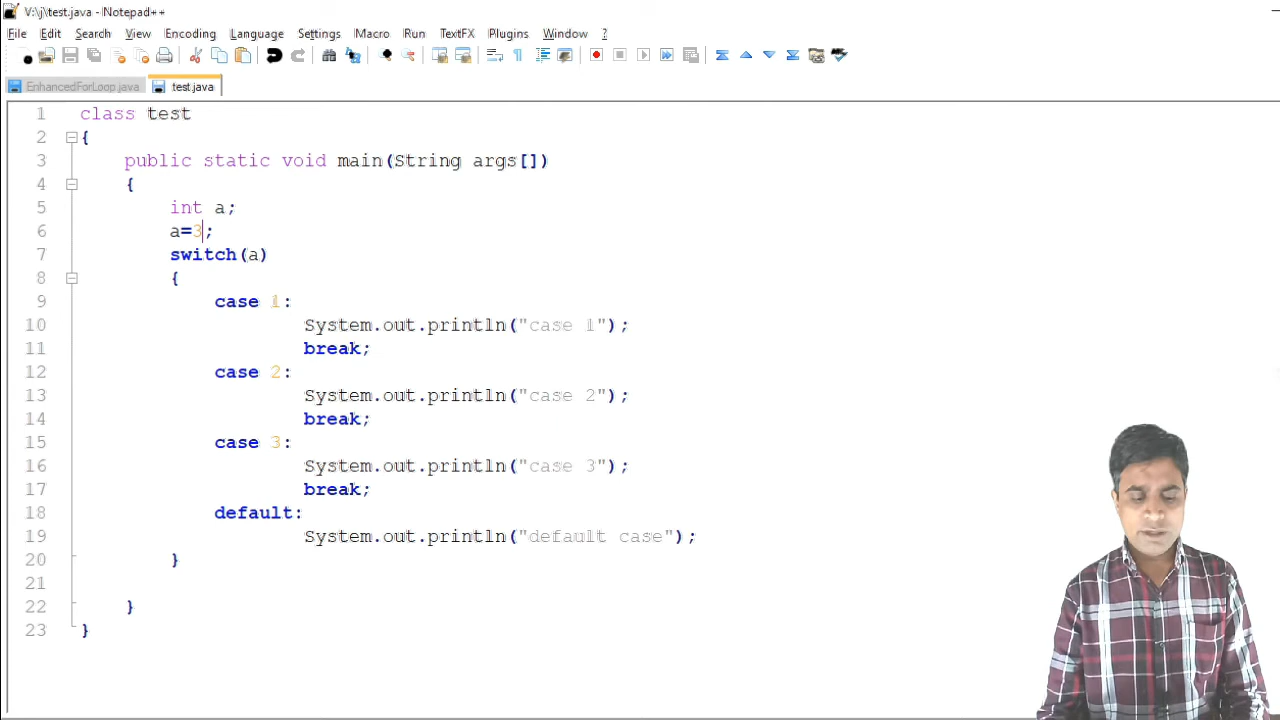 V:\j\test.java - Notepad++
File Edit Search View Encoding Language Settings Macro Run TextFX Plugins Window ?
EnhancedForLoop.java test.java
1 class test
2 {
3 public static void main(String args[])
4 {
5 int a;
6 a=3;
7 switch(a)
8 {
9 case 1:
10 System.out.println("case 1");
11 break;
12 case 2:
13 System.out.println("case 2");
14 break;
15 case 3:
16 System.out.println("case 3");
17 break;
18 default:
19 System.out.println("default case");
20 }
21
22 }
23 }